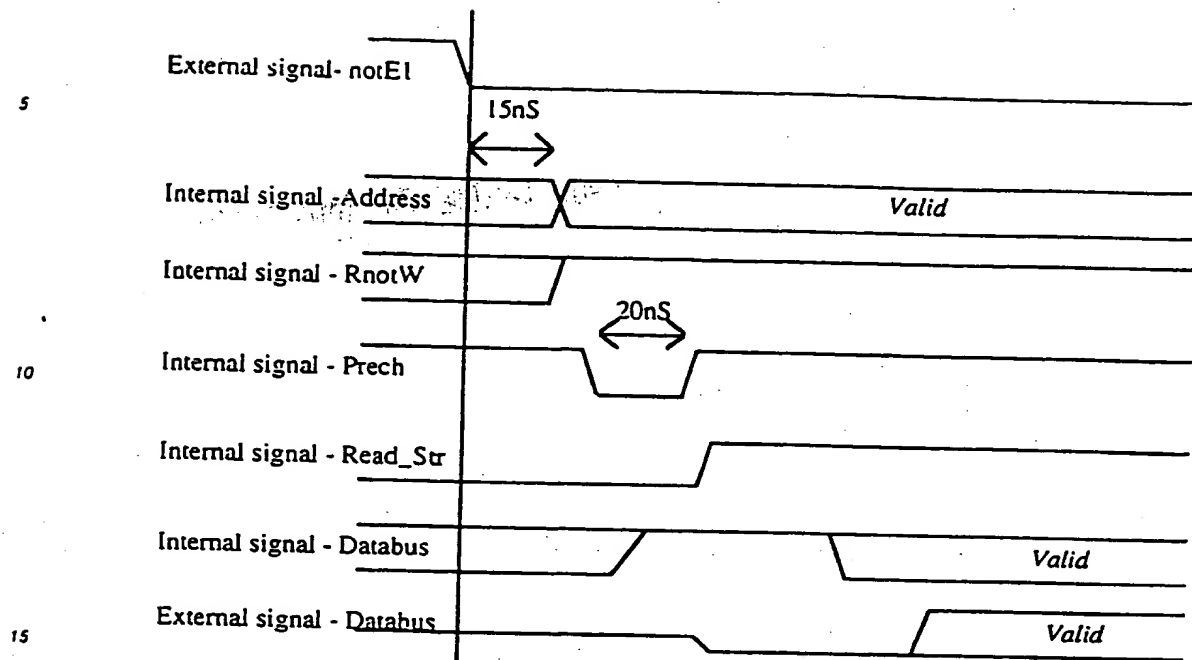 External signal- notE1
5
15nS
Internal signal -Address
Valid
Internal signal - RnotW
20nS
10
Internal signal - Prech
Internal signal - Read_Str
Internal signal - Databus
Valid
External signal - Databus
15
Valid